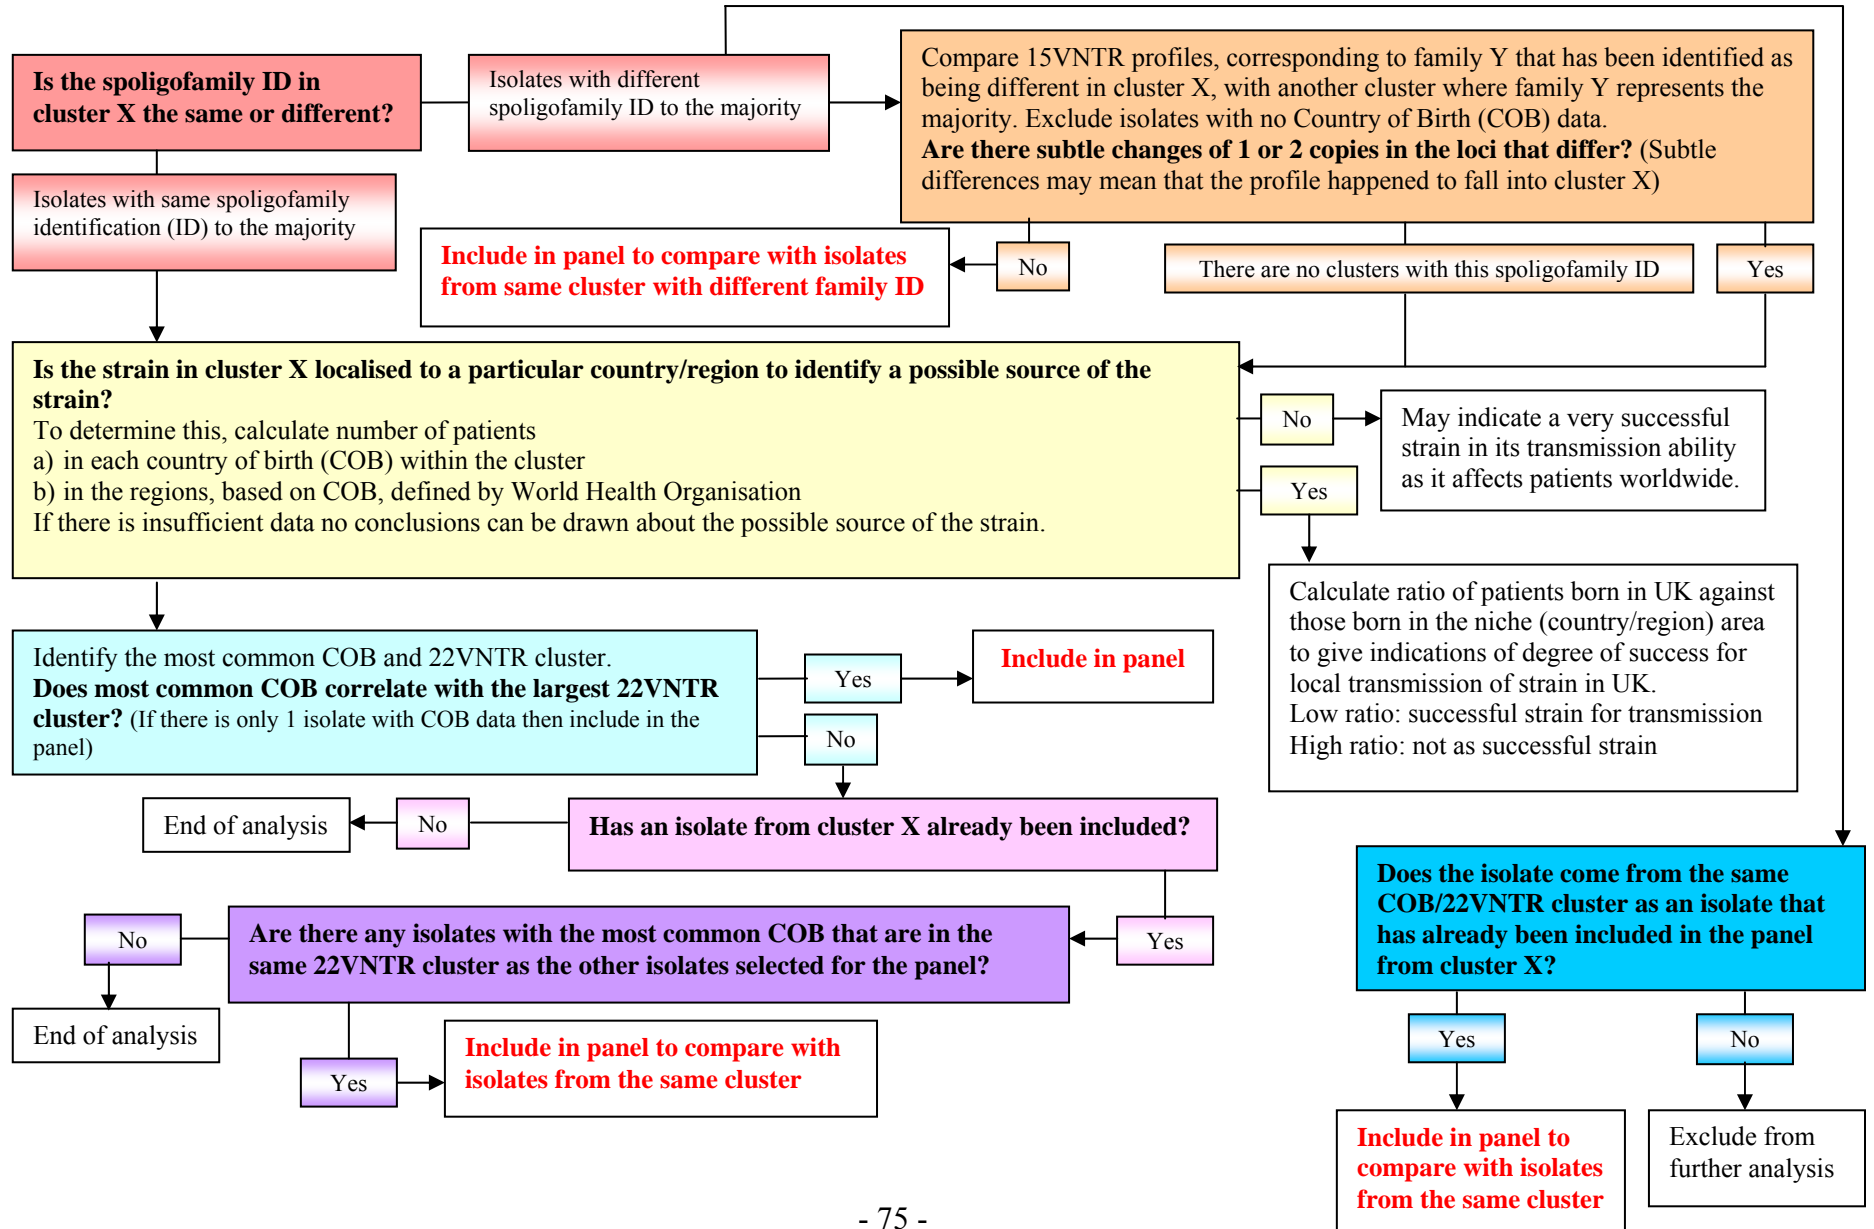 Is the spoligofamily ID in
cluster X the same or different?
Isolates with different
spoligofamily ID to the majority
Compare 15VNTR profiles, corresponding to family Y that has been identified as
being different in cluster X, with another cluster where family Y represents the
majority. Exclude isolates with no Country of Birth (COB) data.
Are there subtle changes of 1 or 2 copies in the loci that differ? (Subtle
differences may mean that the profile happened to fall into cluster X)
Isolates with same spoligofamily
identification (ID) to the majority
Include in panel to compare with isolates
from same cluster with different family ID
No
There are no clusters with this spoligofamily ID
Yes
Is the strain in cluster X localised to a particular country/region to identify a possible source of the
strain?
To determine this, calculate number of patients
a) in each country of birth (COB) within the cluster
b) in the regions, based on COB, defined by World Health Organisation
If there is insufficient data no conclusions can be drawn about the possible source of the strain.
No
May indicate a very successful
strain in its transmission ability
as it affects patients worldwide.
Yes
Calculate ratio of patients born in UK against
those born in the niche (country/region) area
to give indications of degree of success for
local transmission of strain in UK.
Low ratio: successful strain for transmission
High ratio: not as successful strain
Identify the most common COB and 22VNTR cluster.
Does most common COB correlate with the largest 22VNTR
cluster? (If there is only 1 isolate with COB data then include in the
panel)
Yes
Include in panel
No
Has an isolate from cluster X already been included?
No
End of analysis
Yes
Are there any isolates with the most common COB that are in the
same 22VNTR cluster as the other isolates selected for the panel?
No
End of analysis
Yes
Include in panel to compare with
isolates from the same cluster
Does the isolate come from the same
COB/22VNTR cluster as an isolate that
has already been included in the panel
from cluster X?
Yes
No
Include in panel to
compare with isolates
from the same cluster
Exclude from
further analysis
- 75 -